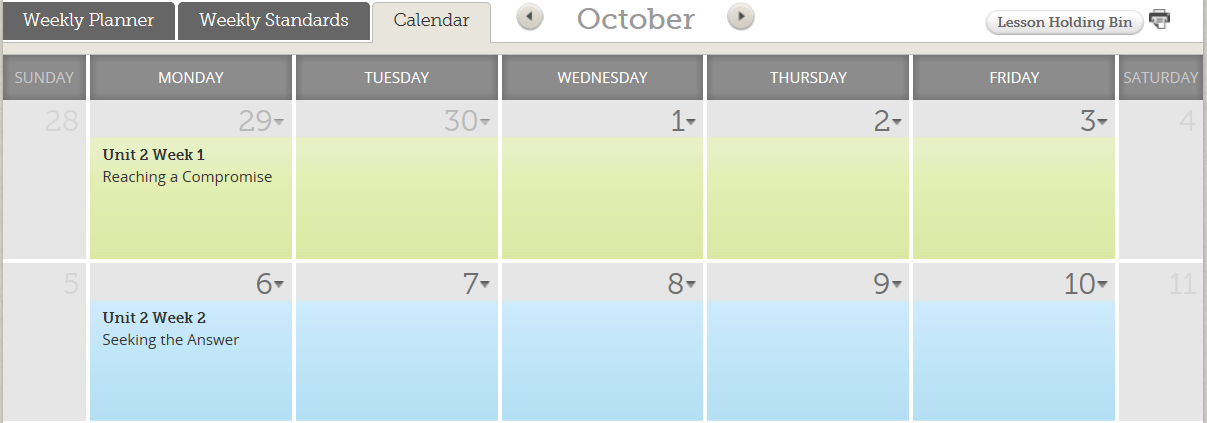 Weekly Planner Weekly Standards Calendar October Lesson Holding Bin
SUNDAY MONDAY TUESDAY WEDNESDAY THURSDAY FRIDAY SATURDAY
28 29 30 1 2 3 4
Unit 2 Week 1
Reaching a Compromise
5 6 7 8 9 10 11
Unit 2 Week 2
Seeking the Answer